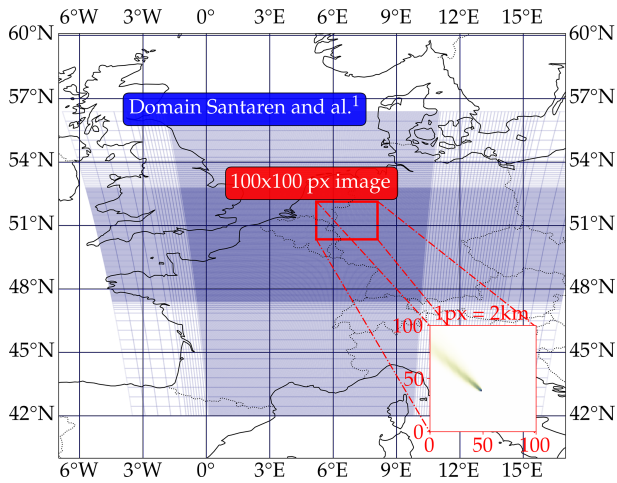 6°W 3°W 0° 3°E 6°E 9°E 12°E 15°E
60°N 60°N
57°N 57°N
Domain Santaren and al.¹
54°N 54°N
100x100 px image
51°N 51°N
48°N 48°N
1px = 2km
100
45°N 45°N
50
42°N 42°N
0
0 50 100
6°W 3°W 0° 3°E 6°E 9°E 12°E 15°E